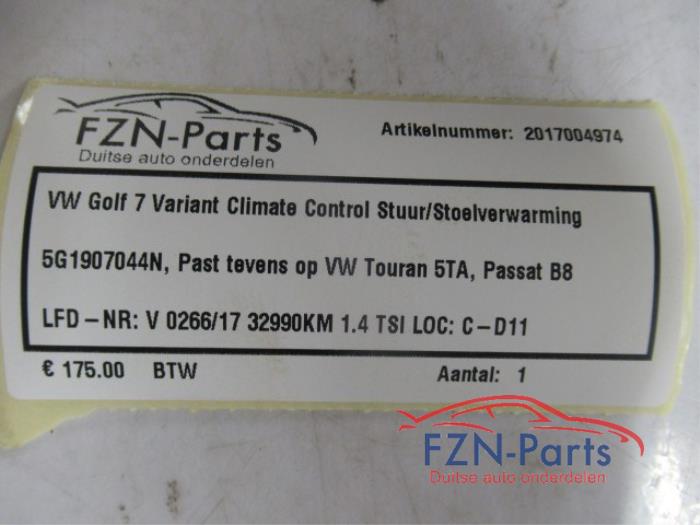 FZN-Parts
Duitse auto onderdelen
Artikelnummer: 2017004974
VW Golf 7 Variant Climate Control Stuur/Stoelverwarming
5G1907044N, Past tevens op VW Touran 5TA, Passat B8
LFD-NR: V 0266/17 32990KM 1.4 TSI LOC: C-D11
€ 175.00 BTW
Aantal: 1
FZN-Parts
Duitse auto onderdelen